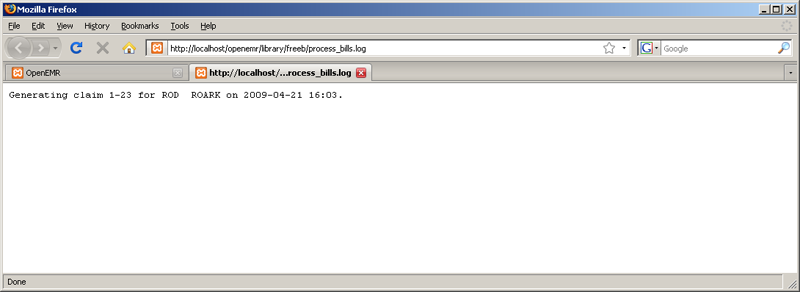 Mozilla Firefox
File Edit View History Bookmarks Tools Help
http://localhost/openemr/library/freeb/process_bills.log
Google
OpenEMR
http://localhost/...rocess_bills.log
Generating claim 1-23 for ROD  ROARK on 2009-04-21 16:03.
Done